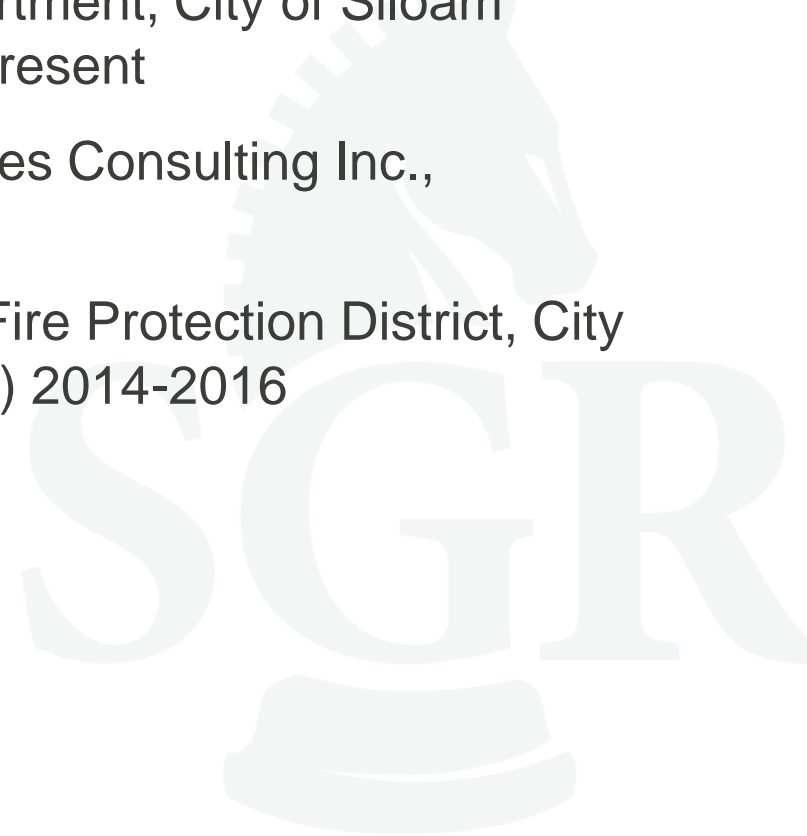 rtment, City of Siloam
resent
es Consulting Inc.,
Fire Protection District, City
) 2014-2016
SGR